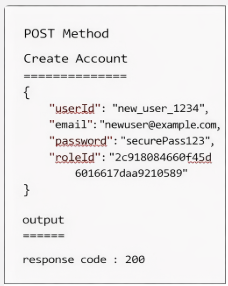 POST Method
Create Account
==============
{
"userId": "new_user_1234",
"email":"newuser@example.com,
"password":"securePass123",
"roleId":"2c918084660f45d
6016617daa9210589"
}
output
======
response code : 200